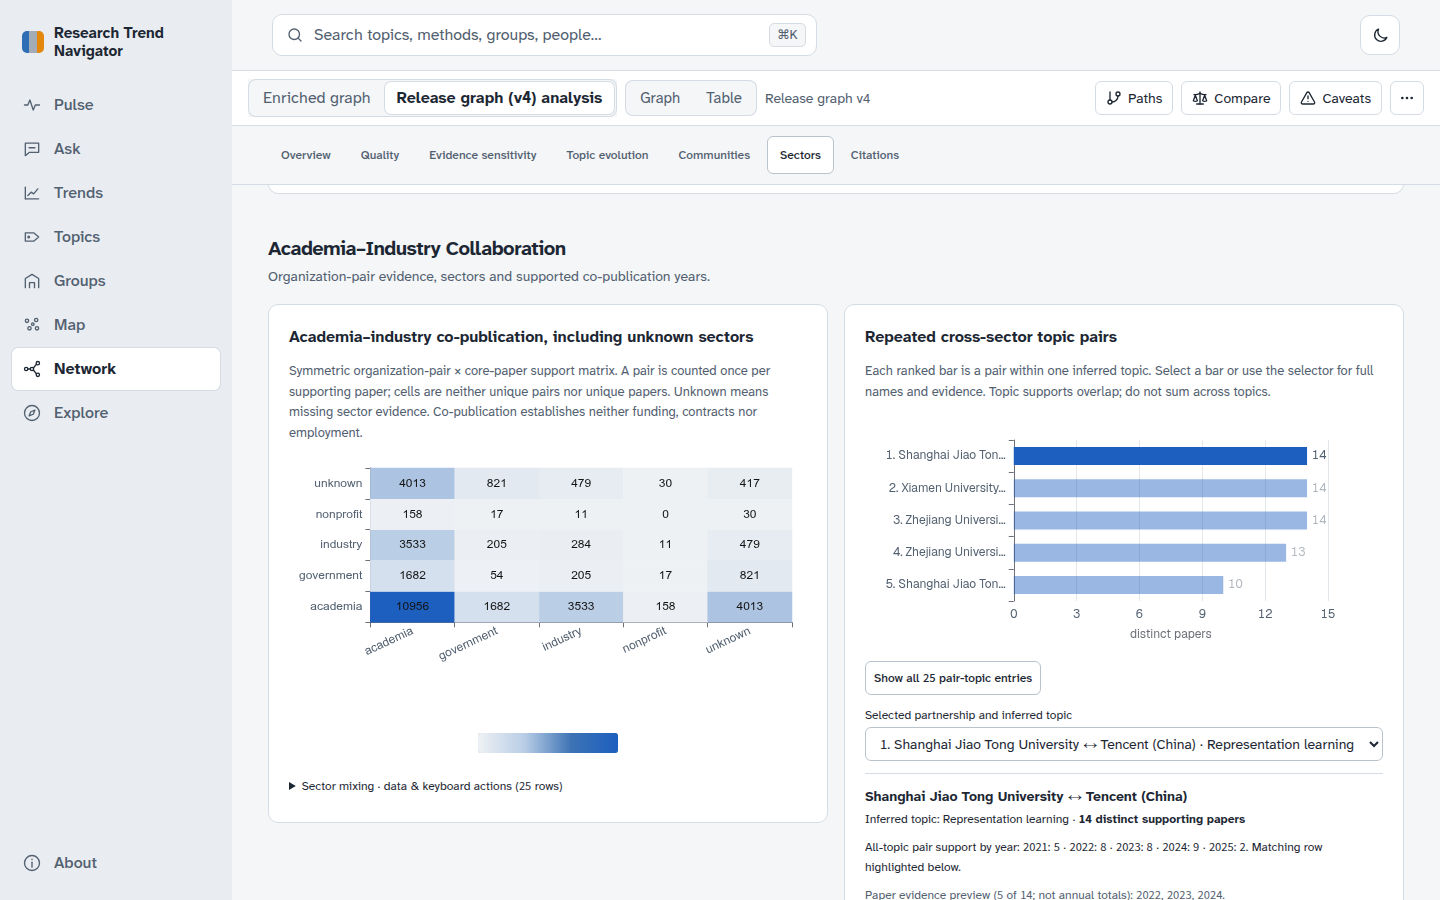 Research Trend
Navigator
Search topics, methods, groups, people...
⌘K
Pulse
Ask
Trends
Topics
Groups
Map
Network
Explore
About
Enriched graph
Release graph (v4) analysis
Graph
Table
Release graph v4
Paths
Compare
Caveats
Overview
Quality
Evidence sensitivity
Topic evolution
Communities
Sectors
Citations
Academia–Industry Collaboration
Organization-pair evidence, sectors and supported co-publication years.
Academia–industry co-publication, including unknown sectors
Symmetric organization-pair × core-paper support matrix. A pair is counted once per
supporting paper; cells are neither unique pairs nor unique papers. Unknown means
missing sector evidence. Co-publication establishes neither funding, contracts nor
employment.
unknown 4013 821 479 30 417
nonprofit 158 17 11 0 30
industry 3533 205 284 11 479
government 1682 54 205 17 821
academia 10956 1682 3533 158 4013
academia government industry nonprofit unknown
Sector mixing · data & keyboard actions (25 rows)
Repeated cross-sector topic pairs
Each ranked bar is a pair within one inferred topic. Select a bar or use the selector for full
names and evidence. Topic supports overlap; do not sum across topics.
1. Shanghai Jiao Ton... 14
2. Xiamen University... 14
3. Zhejiang Universi... 14
4. Zhejiang Universi... 13
5. Shanghai Jiao Ton... 10
0 3 6 9 12 15
distinct papers
Show all 25 pair-topic entries
Selected partnership and inferred topic
1. Shanghai Jiao Tong University ↔ Tencent (China) · Representation learning
Shanghai Jiao Tong University ↔ Tencent (China)
Inferred topic: Representation learning · 14 distinct supporting papers
All-topic pair support by year: 2021: 5 · 2022: 8 · 2023: 8 · 2024: 9 · 2025: 2. Matching row
highlighted below.
Paper evidence preview (5 of 14; not annual totals): 2022, 2023, 2024.